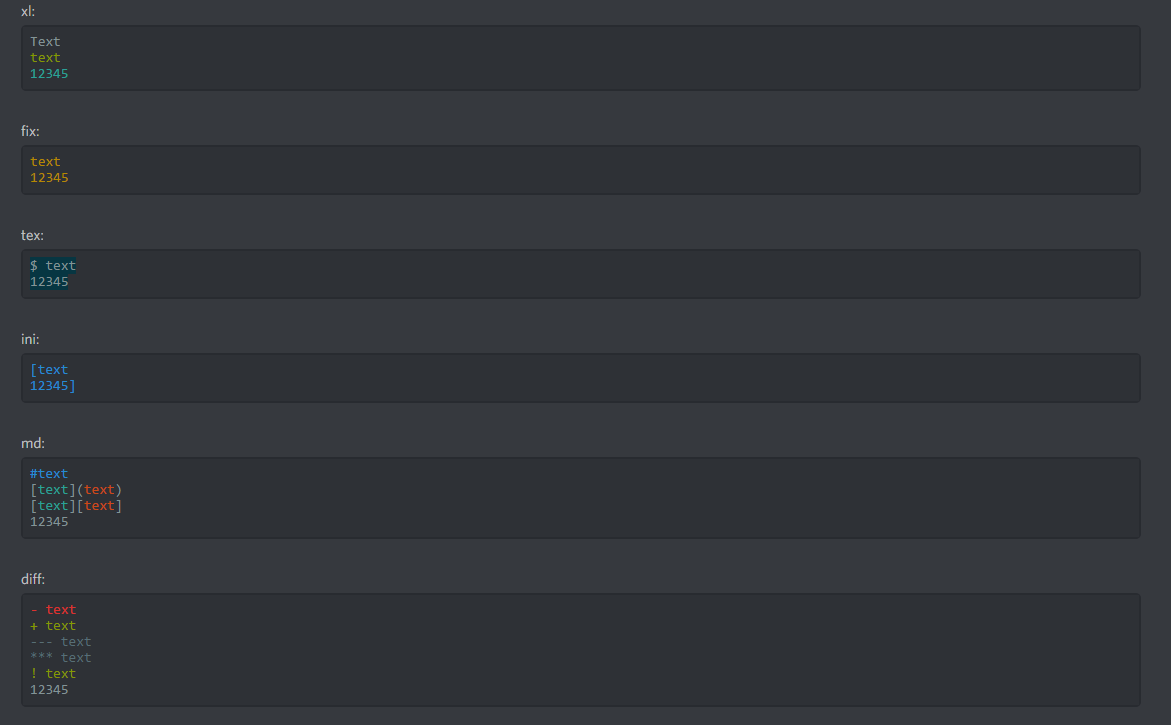 xl:
Text
text
12345
fix:
text
12345
tex:
$ text
12345
ini:
[text
12345]
md:
#text
[text](text)
[text][text]
12345
diff:
- text
+ text
--- text
*** text
! text
12345